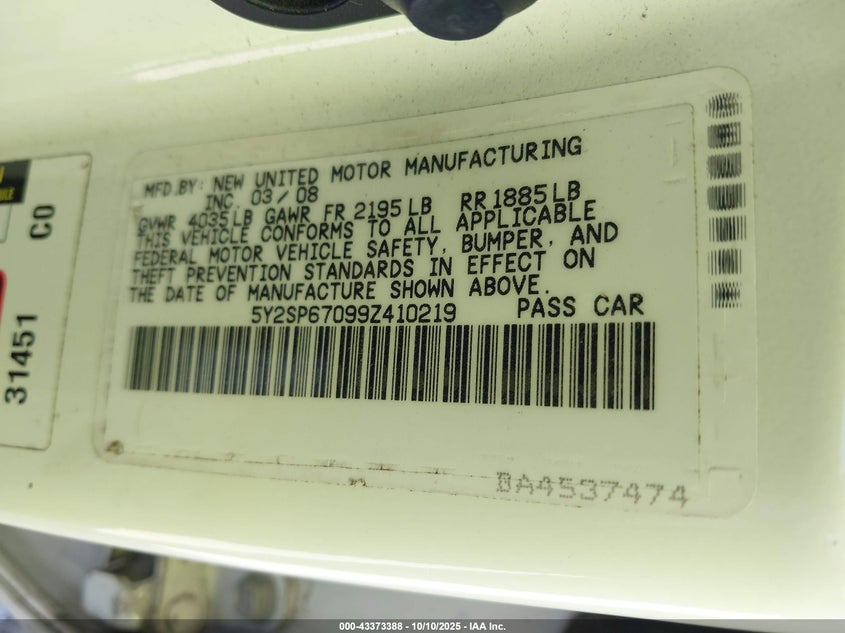 MFD.BY: NEW UNITED MOTOR MANUFACTURING
INC. 03/08
GVWR 4035LB GAWR FR 2195LB RR 1885LB
THIS VEHICLE CONFORMS TO ALL APPLICABLE
FEDERAL MOTOR VEHICLE SAFETY, BUMPER, AND
THEFT PREVENTION STANDARDS IN EFFECT ON
THE DATE OF MANUFACTURE SHOWN ABOVE.
5Y2SP67099Z410219 PASS CAR
0A4537474
31451 CO
000-43373388 - 10/10/2025 - IAA Inc.